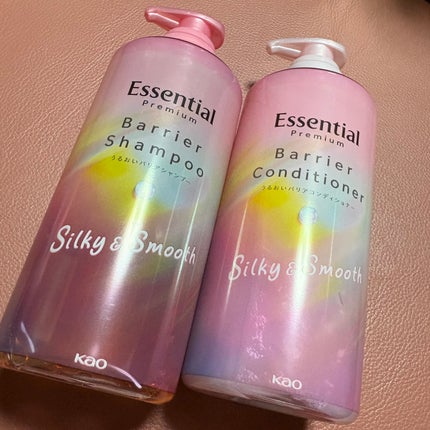 Essential
Premium
Barrier
Shampoo
うるおいバリアシャンプー
Silky & Smooth
Kao
Essential
Premium
Barrier
Conditioner
うるおいバリアコンディショナー
Silky & Smooth
Kao